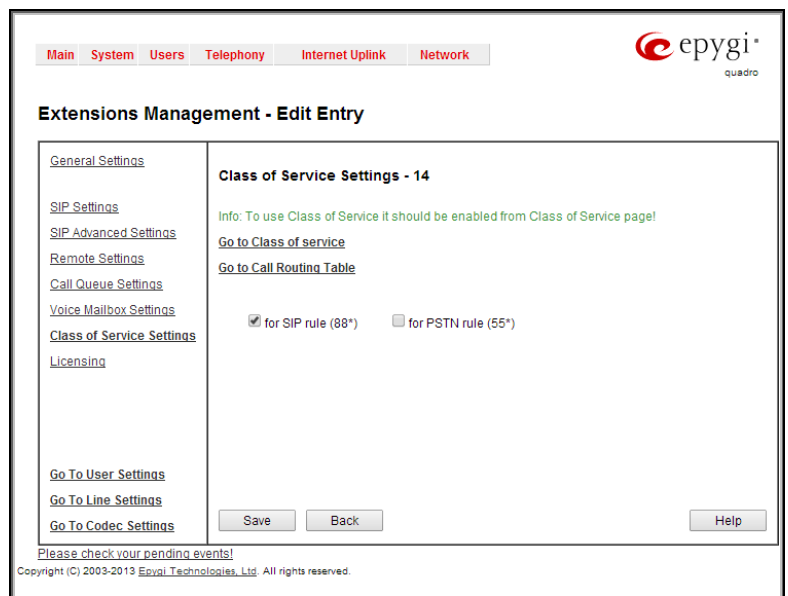 Main System Users Telephony Internet Uplink Network
epygi
quadro
Extensions Management - Edit Entry
General Settings
SIP Settings
SIP Advanced Settings
Remote Settings
Call Queue Settings
Voice Mailbox Settings
Class of Service Settings
Licensing
Go To User Settings
Go To Line Settings
Go To Codec Settings
Class of Service Settings - 14
Info: To use Class of Service it should be enabled from Class of Service page!
Go to Class of service
Go to Call Routing Table
for SIP rule (88*) for PSTN rule (55*)
Save Back Help
Please check your pending events!
Copyright (C) 2003-2013 Epygi Technologies, Ltd. All rights reserved.